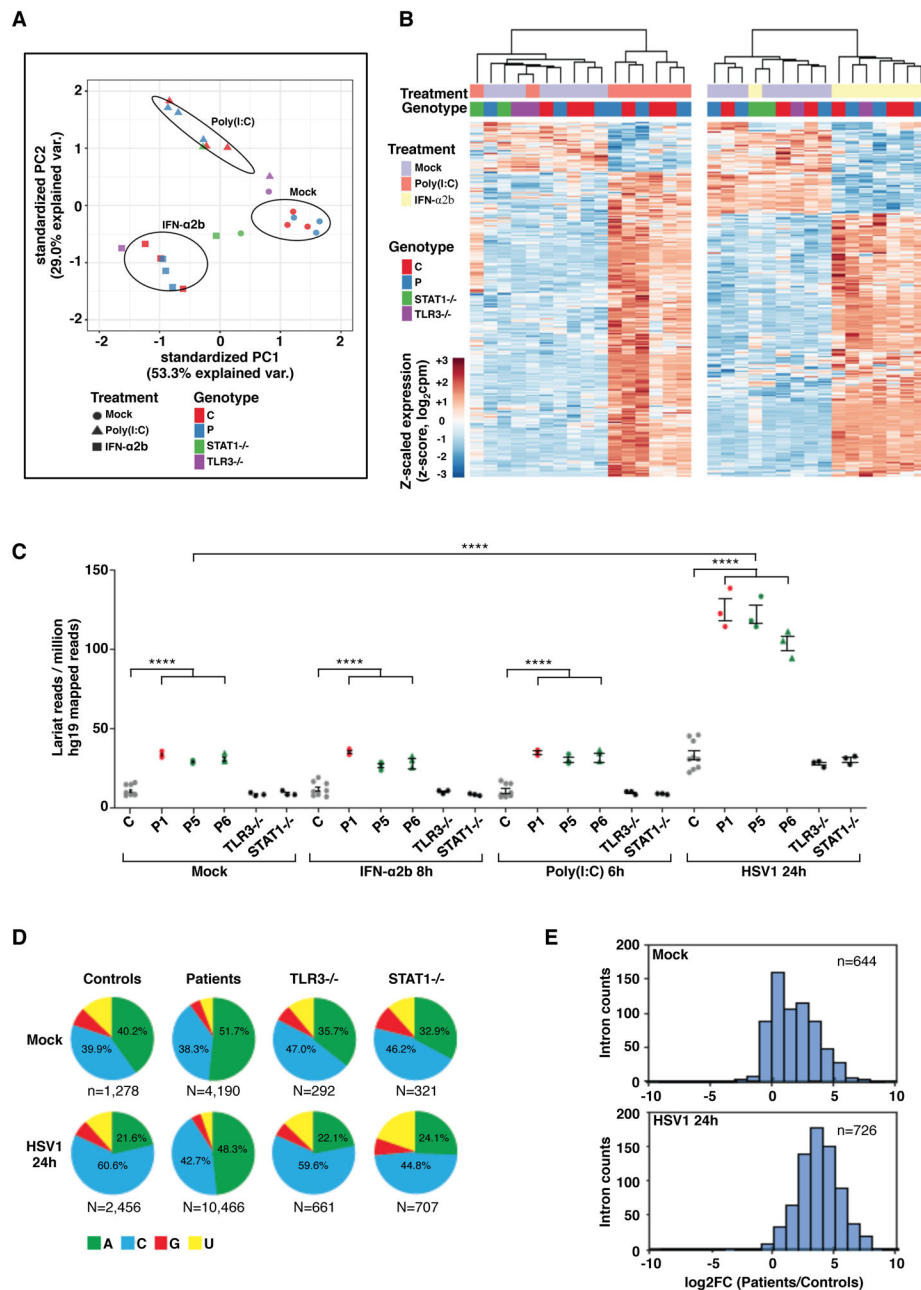 A
standardized PC2
(29.0% explained var.)
2
1
0
-1
-2
Poly(I:C)
Mock
IFN-α2b
-2
-1
0
1
2
standardized PC1
(53.3% explained var.)
Treatment
Mock
Poly(I:C)
IFN-α2b
Genotype
C
P
STAT1-/-
TLR3-/-
B
Treatment
Genotype
Treatment
Mock
Poly(I:C)
IFN-α2b
Genotype
C
P
STAT1-/-
TLR3-/-
Z-scaled expression
(z-score, log2cpm)
+3
+2
+1
0
-1
-2
-3
C
Lariat reads / million
hg19 mapped reads
150
100
50
0
****
**** **** **** ****
C P1 P5 P6 TLR3-/- STAT1-/- C P1 P5 P6 TLR3-/- STAT1-/- C P1 P5 P6 TLR3-/- STAT1-/- C P1 P5 P6 TLR3-/- STAT1-/-
Mock IFN-α2b 8h Poly(I:C) 6h HSV1 24h
D
Controls Patients TLR3-/- STAT1-/-
Mock
40.2% 39.9% 51.7% 38.3% 35.7% 47.0% 32.9% 46.2%
n=1,278 N=4,190 N=292 N=321
HSV1
24h
21.6% 60.6% 48.3% 42.7% 22.1% 59.6% 24.1% 44.8%
N=2,456 N=10,466 N=661 N=707
A C G U
E
Intron counts
200
150
100
50
0
Mock
n=644
-10 -5 0 5 10
Intron counts
200
150
100
50
0
HSV1 24h
n=726
-10 -5 0 5 10
log2FC (Patients/Controls)